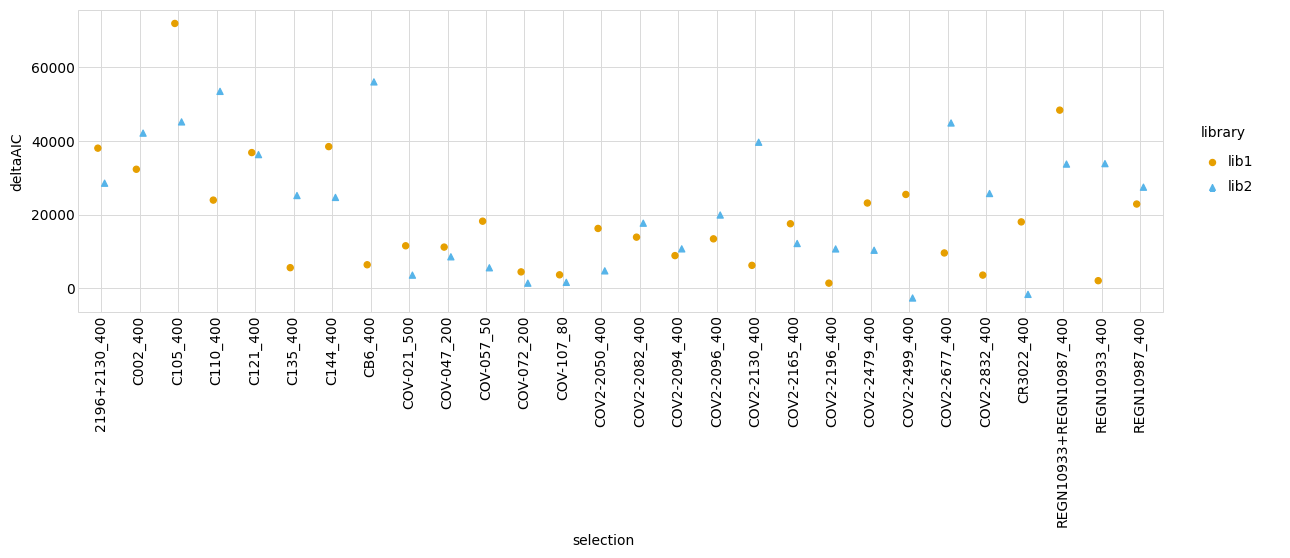 60000
40000
20000
0
deltaAIC
2196+2130_400
C002_400
C105_400
C110_400
C121_400
C135_400
C144_400
CB6_400
COV-021_500
COV-047_200
COV-057_50
COV-072_200
COV-107_80
COV2-2050_400
COV2-2082_400
COV2-2094_400
COV2-2096_400
COV2-2130_400
COV2-2165_400
COV2-2196_400
COV2-2479_400
COV2-2499_400
COV2-2677_400
COV2-2832_400
CR3022_400
REGN10933+REGN10987_400
REGN10933_400
REGN10987_400
selection
library
lib1
lib2